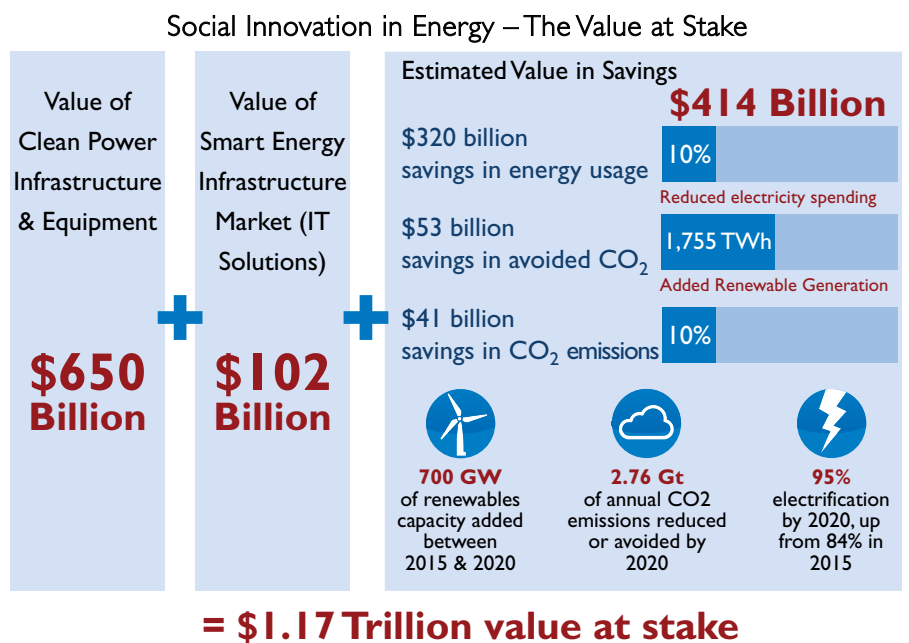 Social Innovation in Energy – The Value at Stake
Value of
Clean Power
Infrastructure
& Equipment
$650
Billion
Value of
Smart Energy
Infrastructure
Market (IT
Solutions)
$102
Billion
Estimated Value in Savings
$414 Billion
$320 billion
savings in energy usage
10%
Reduced electricity spending
$53 billion
savings in avoided CO₂
1,755 TWh
Added Renewable Generation
$41 billion
savings in CO₂ emissions
10%
700 GW
of renewables
capacity added
between
2015 & 2020
2.76 Gt
of annual CO2
emissions reduced
or avoided by
2020
95%
electrification
by 2020, up
from 84% in
2015
= $1.17 Trillion value at stake